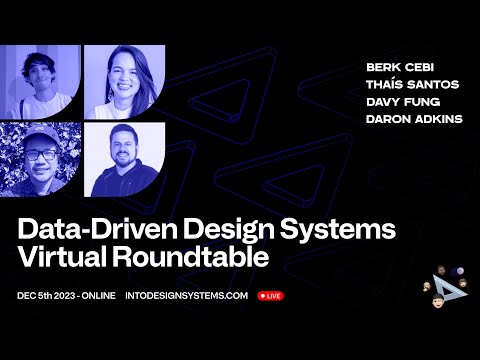 BERK CEBI
THAÍS SANTOS
DAVY FUNG
DARON ADKINS
Data-Driven Design Systems
Virtual Roundtable
DEC 5th 2023 - ONLINE INTODESIGNSYSTEMS.COM LIVE